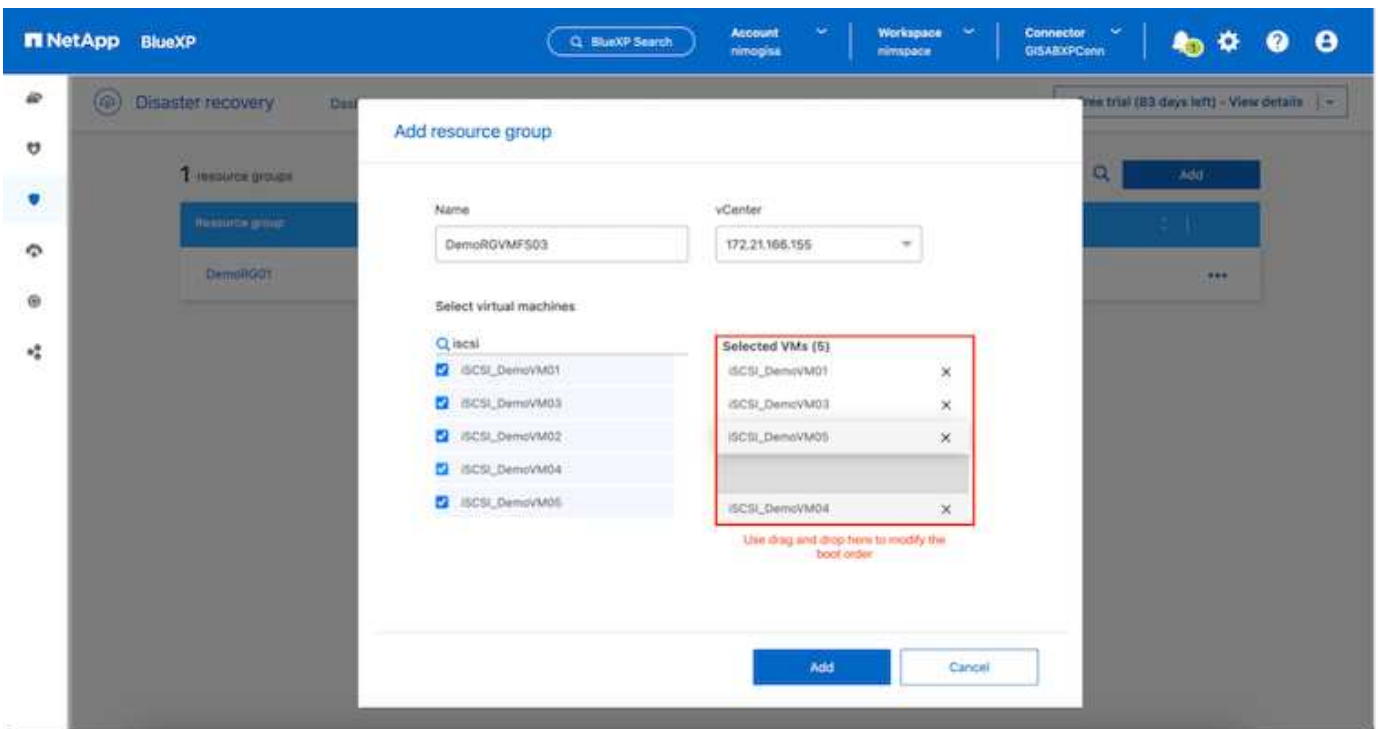 NetApp BlueXP
BlueXP Search
Account
nimogisa
Workspace
nimspace
Connector
GISABXPConn
1
Disaster recovery
Free trial (83 days left) - View details
Add resource group
1 resource groups
Add
Resource group
DemoRG01
Name
vCenter
DemoRGVMFS03
172.21.166.155
Select virtual machines
iscsi
iSCSI_DemoVM01
iSCSI_DemoVM03
iSCSI_DemoVM02
iSCSI_DemoVM04
iSCSI_DemoVM05
Selected VMs (5)
iSCSI_DemoVM01
iSCSI_DemoVM03
iSCSI_DemoVM05
iSCSI_DemoVM04
Use drag and drop here to modify the
boot order
Add
Cancel